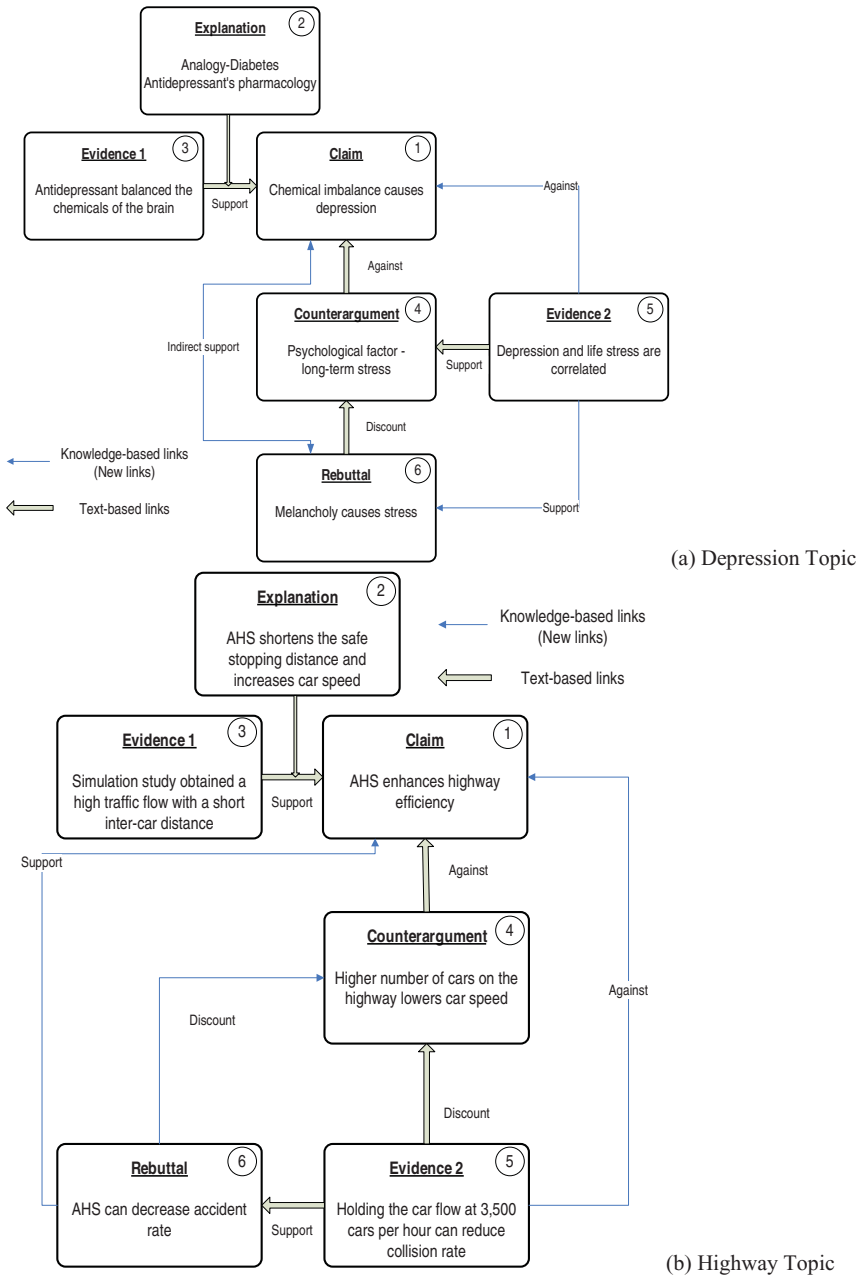 Explanation
2
Analogy-Diabetes
Antidepressant's pharmacology
Evidence 1
3
Antidepressant balanced the
chemicals of the brain
Support
Claim
1
Chemical imbalance causes
depression
Against
Against
Counterargument
4
Psychological factor -
long-term stress
Support
Evidence 2
5
Depression and life stress are
correlated
Indirect support
Discount
Rebuttal
6
Melancholy causes stress
Support
Knowledge-based links
(New links)
Text-based links
(a) Depression Topic
Explanation
2
AHS shortens the safe
stopping distance and
increases car speed
Knowledge-based links
(New links)
Text-based links
Evidence 1
3
Simulation study obtained a
high traffic flow with a short
inter-car distance
Support
Claim
1
AHS enhances highway
efficiency
Support
Against
Counterargument
4
Higher number of cars on the
highway lowers car speed
Against
Discount
Discount
Rebuttal
6
AHS can decrease accident
rate
Support
Evidence 2
5
Holding the car flow at 3,500
cars per hour can reduce
collision rate
(b) Highway Topic